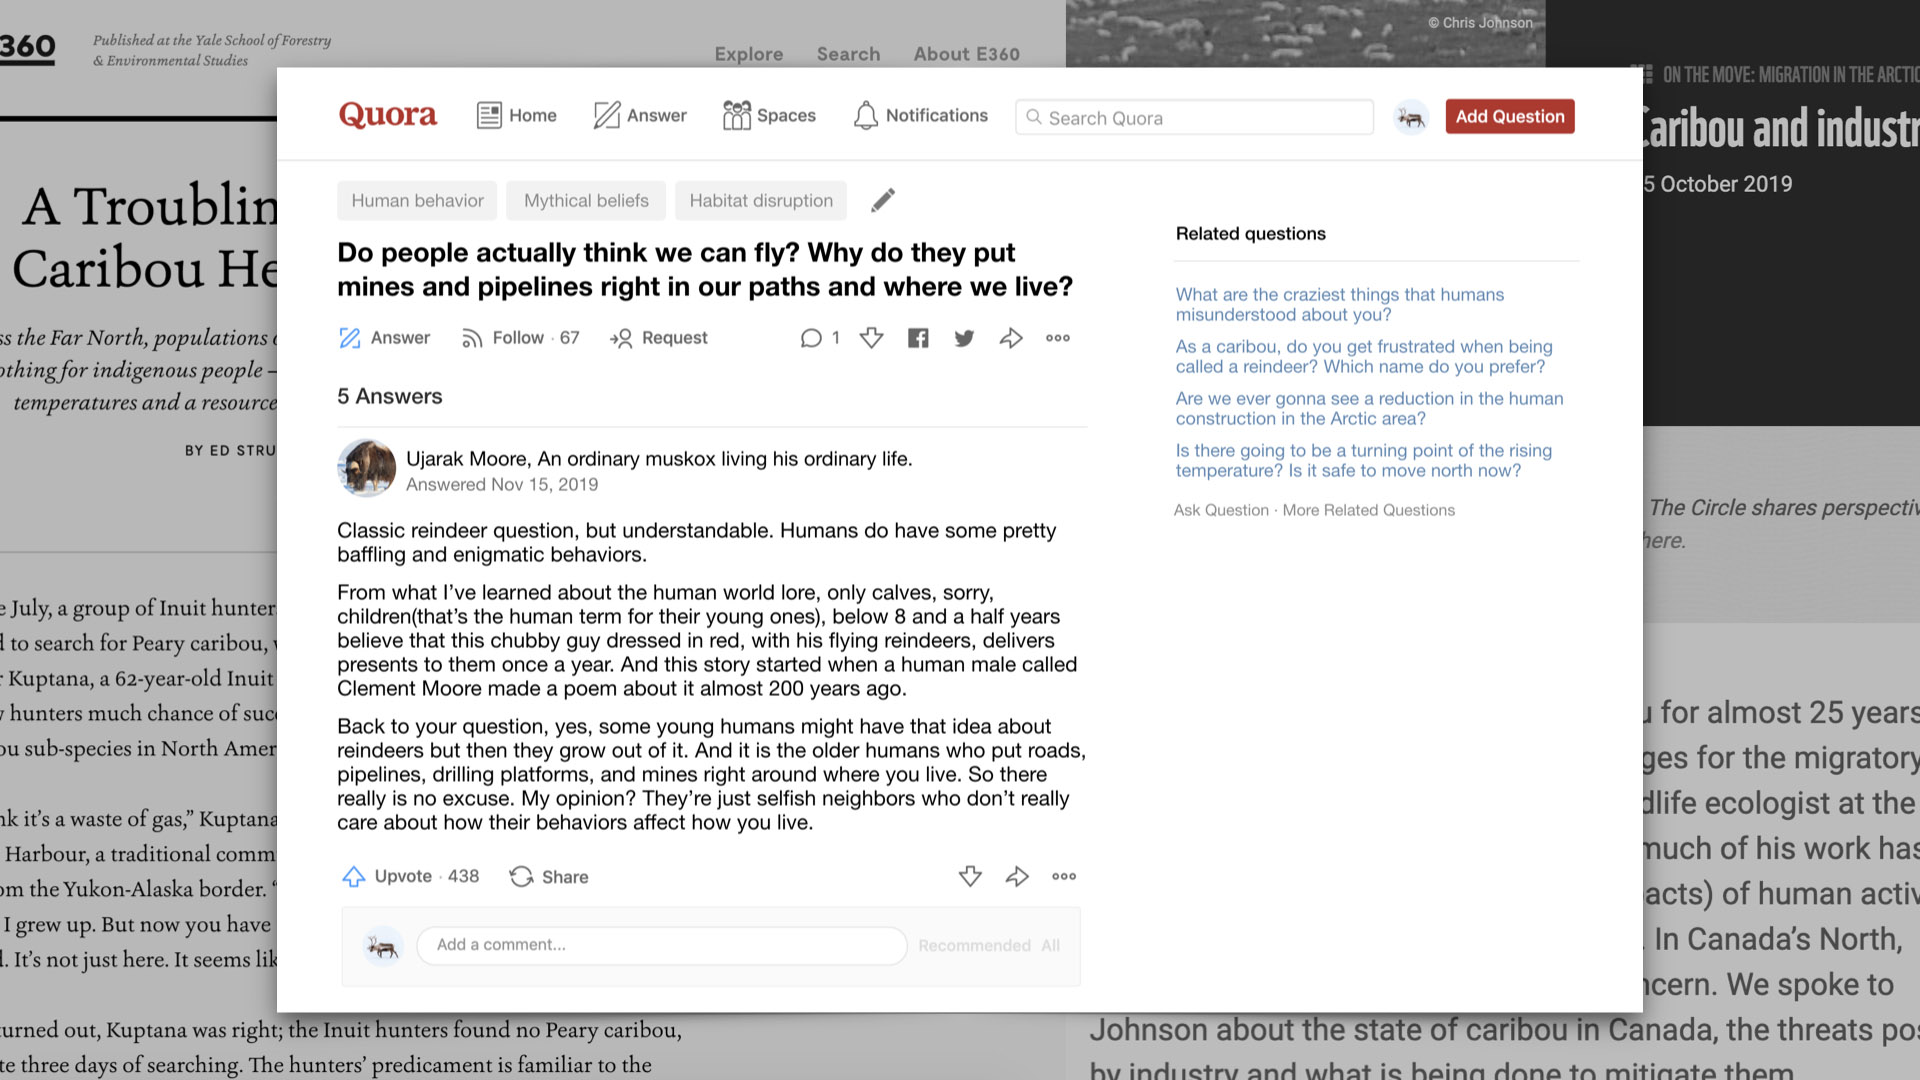 360
Published at the Yale School of Forestry
& Environmental Studies
Explore Search About E360
A Troublin
Caribou He
ss the Far North, populations
othing for indigenous people –
temperatures and a resource
BY ED STRU
e July, a group of Inuit hunter
d to search for Peary caribou,
r Kuptana, a 62-year-old Inuit
y hunters much chance of suc
ou sub-species in North Amer
nk it's a waste of gas,” Kuptana
Harbour, a traditional comm
om the Yukon-Alaska border.
I grew up. But now you have
d. It's not just here. It seems lik
turned out, Kuptana was right; the Inuit hunters found no Peary caribou,
te three days of searching. The hunters' predicament is familiar to the
Quora
Home
Answer
Spaces
Notifications
Search Quora
Add Question
Human behavior
Mythical beliefs
Habitat disruption
Do people actually think we can fly? Why do they put
mines and pipelines right in our paths and where we live?
Answer
Follow · 67
Request
1
5 Answers
Ujarak Moore, An ordinary muskox living his ordinary life.
Answered Nov 15, 2019
Classic reindeer question, but understandable. Humans do have some pretty
baffling and enigmatic behaviors.
From what I've learned about the human world lore, only calves, sorry,
children(that's the human term for their young ones), below 8 and a half years
believe that this chubby guy dressed in red, with his flying reindeers, delivers
presents to them once a year. And this story started when a human male called
Clement Moore made a poem about it almost 200 years ago.
Back to your question, yes, some young humans might have that idea about
reindeers but then they grow out of it. And it is the older humans who put roads,
pipelines, drilling platforms, and mines right around where you live. So there
really is no excuse. My opinion? They're just selfish neighbors who don't really
care about how their behaviors affect how you live.
Upvote · 438
Share
Add a comment...
Recommended All
Related questions
What are the craziest things that humans
misunderstood about you?
As a caribou, do you get frustrated when being
called a reindeer? Which name do you prefer?
Are we ever gonna see a reduction in the human
construction in the Arctic area?
Is there going to be a turning point of the rising
temperature? Is it safe to move north now?
Ask Question · More Related Questions
© Chris Johnson
ON THE MOVE: MIGRATION IN THE ARCTIC
Caribou and industr
5 October 2019
The Circle shares perspectiv
here.
u for almost 25 years
ges for the migratory
dlife ecologist at the
much of his work has
acts) of human activ
. In Canada's North,
ncern. We spoke to
Johnson about the state of caribou in Canada, the threats pos
by industry and what is being done to mitigate them